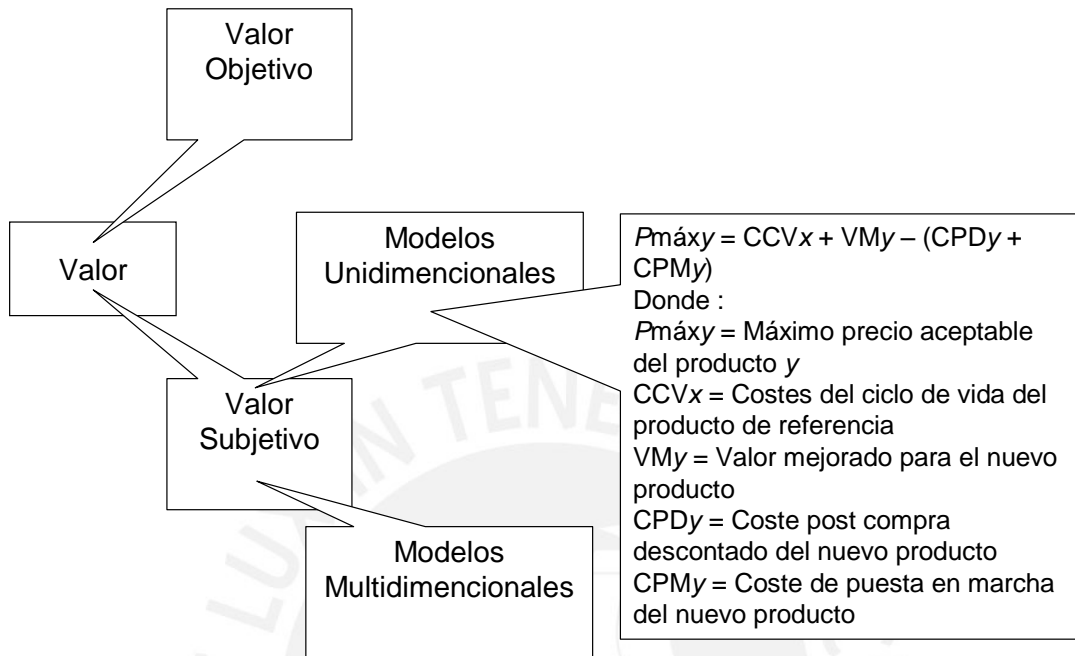 Valor
Objetivo
Valor
Modelos
Unidimencionales
Valor
Subjetivo
Modelos
Multidimencionales
Pmáxy = CCVx + VMy – (CPDy +
CPMy)
Donde :
Pmáxy = Máximo precio aceptable
del producto y
CCVx = Costes del ciclo de vida del
producto de referencia
VMy = Valor mejorado para el nuevo
producto
CPDy = Coste post compra
descontado del nuevo producto
CPMy = Coste de puesta en marcha
del nuevo producto